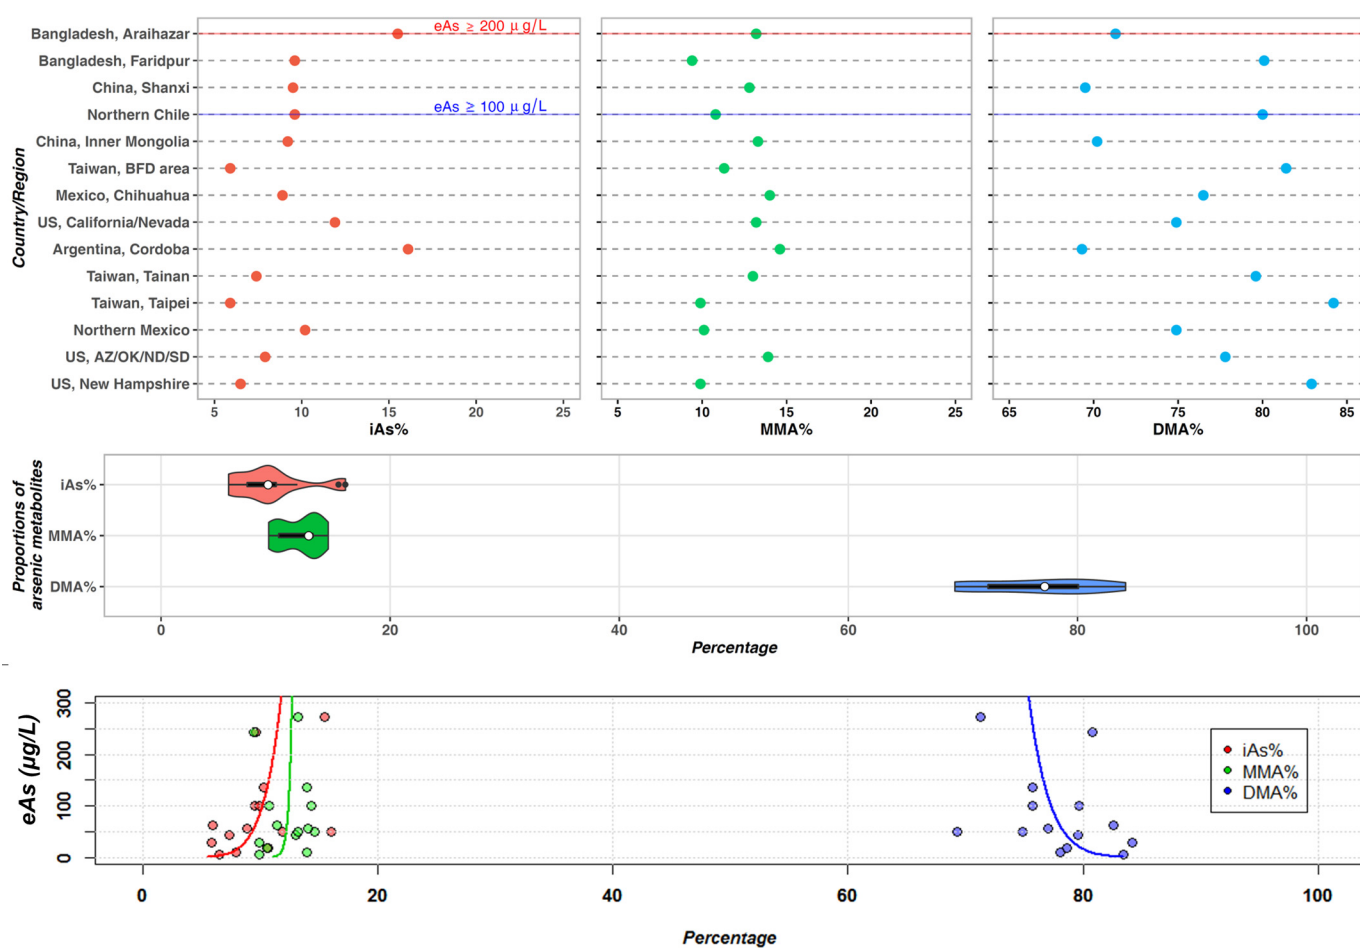 Country/Region
Bangladesh, Araihazar
Bangladesh, Faridpur
China, Shanxi
Northern Chile
China, Inner Mongolia
Taiwan, BFD area
Mexico, Chihuahua
US, California/Nevada
Argentina, Cordoba
Taiwan, Tainan
Taiwan, Taipei
Northern Mexico
US, AZ/OK/ND/SD
US, New Hampshire
eAs ≥ 200 μ g/L
eAs ≥ 100 μ g/L
5 10 15 20 25
iAs%
5 10 15 20 25
MMA%
65 70 75 80 85
DMA%
Proportions of
arsenic metabolites
iAs%
MMA%
DMA%
0 20 40 60 80 100
Percentage
eAs (µg/L)
300
200
100
0
iAs%
MMA%
DMA%
0 20 40 60 80 100
Percentage